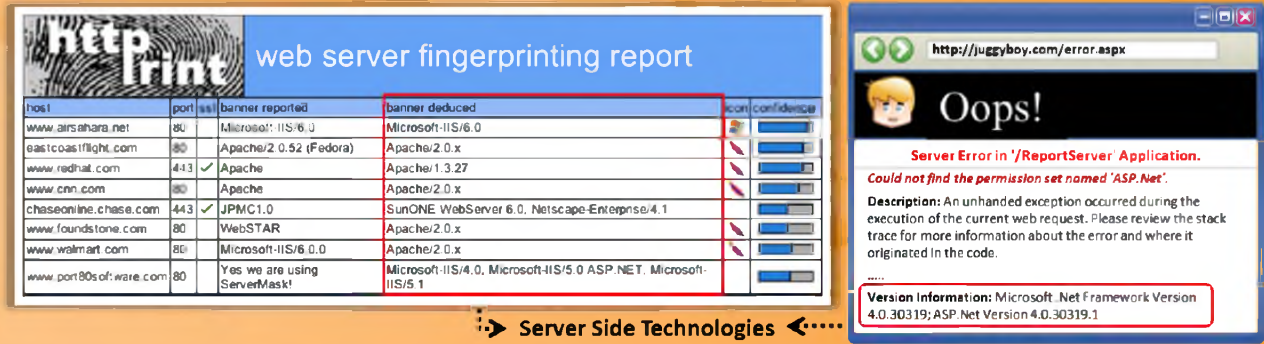 http
print
web server fingerprinting report
host port ssl banner reported banner deduced icon confidence
www.airsahara.net 80 Microsoft-IIS/6.0 Microsoft-IIS/6.0
eastcoastflight.com 80 Apache/2.0.52 (Fedora) Apache/2.0.x
www.redhat.com 443 ✓ Apache Apache/1.3.27
www.cnn.com 80 Apache Apache/2.0.x
chaseonline.chase.com 443 ✓ JPMC1.0 SunONE WebServer 6.0, Netscape-Enterprise/4.1
www.foundstone.com 80 WebSTAR Apache/2.0.x
www.walmart.com 80 Microsoft-IIS/6.0.0 Apache/2.0.x
www.port80software.com 80 Yes we are using
ServerMask! Microsoft-IIS/4.0, Microsoft-IIS/5.0 ASP.NET, Microsoft-
IIS/5.1
http://juggyboy.com/error.aspx
Oops!
Server Error in '/ReportServer' Application.
Could not find the permission set named 'ASP.Net'.
Description: An unhandled exception occurred during the
execution of the current web request. Please review the stack
trace for more information about the error and where it
originated in the code.
.....
Version Information: Microsoft .Net Framework Version
4.0.30319; ASP.Net Version 4.0.30319.1
Server Side Technologies